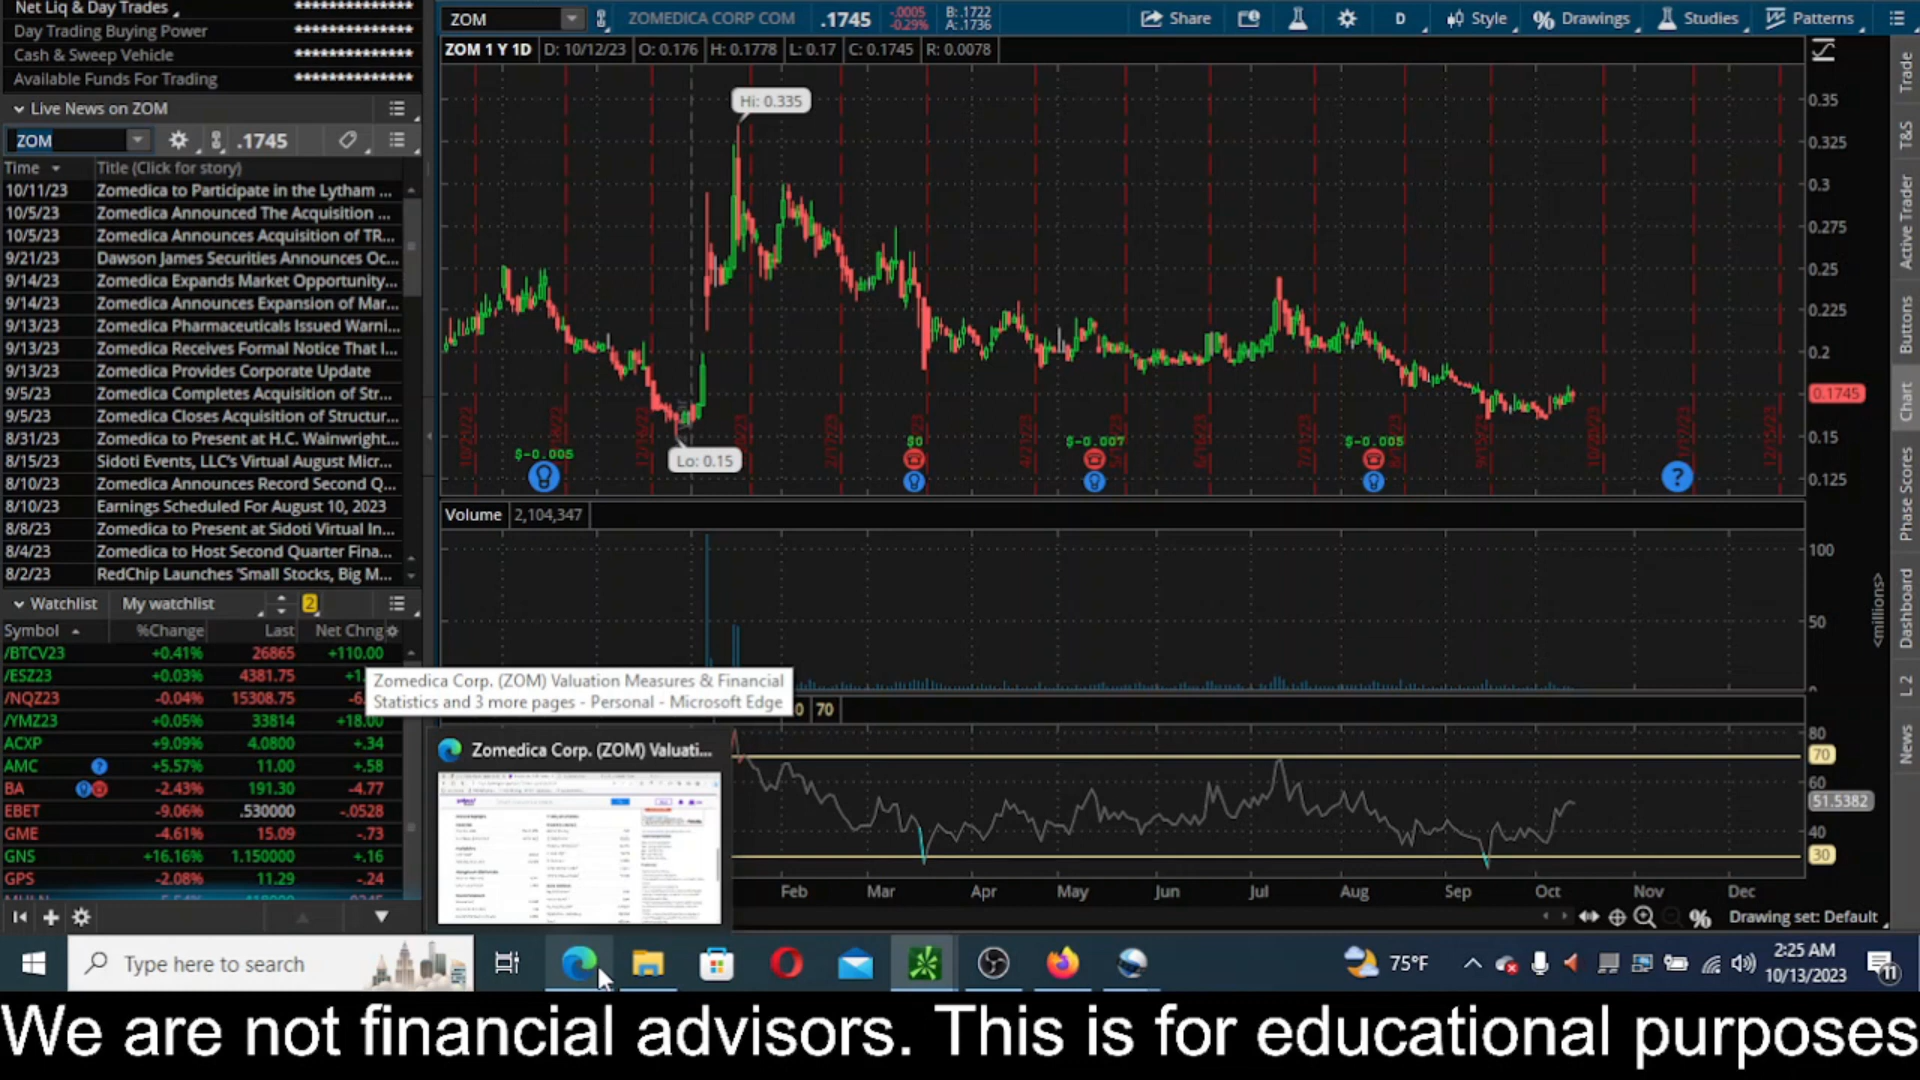 Net Liq & Day Trades **************
Day Trading Buying Power **************
Cash & Sweep Vehicle **************
Available Funds For Trading **************
Live News on ZOM
ZOM .1745
Time Title (Click for story)
10/11/23 Zomedica to Participate in the Lytham ...
10/5/23 Zomedica Announced The Acquisition ...
10/5/23 Zomedica Announces Acquisition of TR...
9/21/23 Dawson James Securities Announces Oc...
9/14/23 Zomedica Expands Market Opportunity...
9/14/23 Zomedica Announces Expansion of Mar...
9/13/23 Zomedica Pharmaceuticals Issued Warni...
9/13/23 Zomedica Receives Formal Notice That I...
9/13/23 Zomedica Provides Corporate Update
9/5/23 Zomedica Completes Acquisition of Str...
9/5/23 Zomedica Closes Acquisition of Structur...
8/31/23 Zomedica to Present at H.C. Wainwright...
8/15/23 Sidoti Events, LLC's Virtual August Micr...
8/10/23 Zomedica Announces Record Second Q...
8/10/23 Earnings Scheduled For August 10, 2023
8/8/23 Zomedica to Present at Sidoti Virtual In...
8/4/23 Zomedica to Host Second Quarter Fina...
8/2/23 RedChip Launches 'Small Stocks, Big M...
Watchlist My watchlist 2
Symbol %Change Last Net Chng
/BTCV23 +0.41% 26865 +110.00
/ESZ23 +0.03% 4381.75
/NQZ23 -0.04% 15308.75
/YMZ23 +0.05% 33814 +18.00
ACXP +9.09% 4.0800 +.34
AMC +5.57% 11.00 +.58
BA -2.43% 191.30 -4.77
EBET -9.06% .530000 -.0528
GME -4.61% 15.09 -.73
GNS +16.16% 1.150000 +.16
GPS -2.08% 11.29 -.24
ZOM ZOMEDICA CORP COM .1745 -.0005 -0.29% B: .1722 A: .1736 Share D Style Drawings Studies Patterns
ZOM 1 Y 1D D: 10/12/23 O: 0.176 H: 0.1778 L: 0.17 C: 0.1745 R: 0.0078
Hi: 0.335
Lo: 0.15
0.35
0.325
0.3
0.275
0.25
0.225
0.2
0.1745
0.15
0.125
$-0.005 $0 $-0.007 $-0.005
Volume 2,104,347
100
50
<millions>
Zomedica Corp. (ZOM) Valuation Measures & Financial
Statistics and 3 more pages - Personal - Microsoft Edge
70
Zomedica Corp. (ZOM) Valuati...
80
70
60
51.5382
40
30
Feb Mar Apr May Jun Jul Aug Sep Oct Nov Dec
Drawing set: Default
Trade
T&S
Active Trader
Buttons
Chart
Phase Scores
Dashboard
L 2
News
Type here to search
75°F
2:25 AM
10/13/2023
11
We are not financial advisors. This is for educational purposes